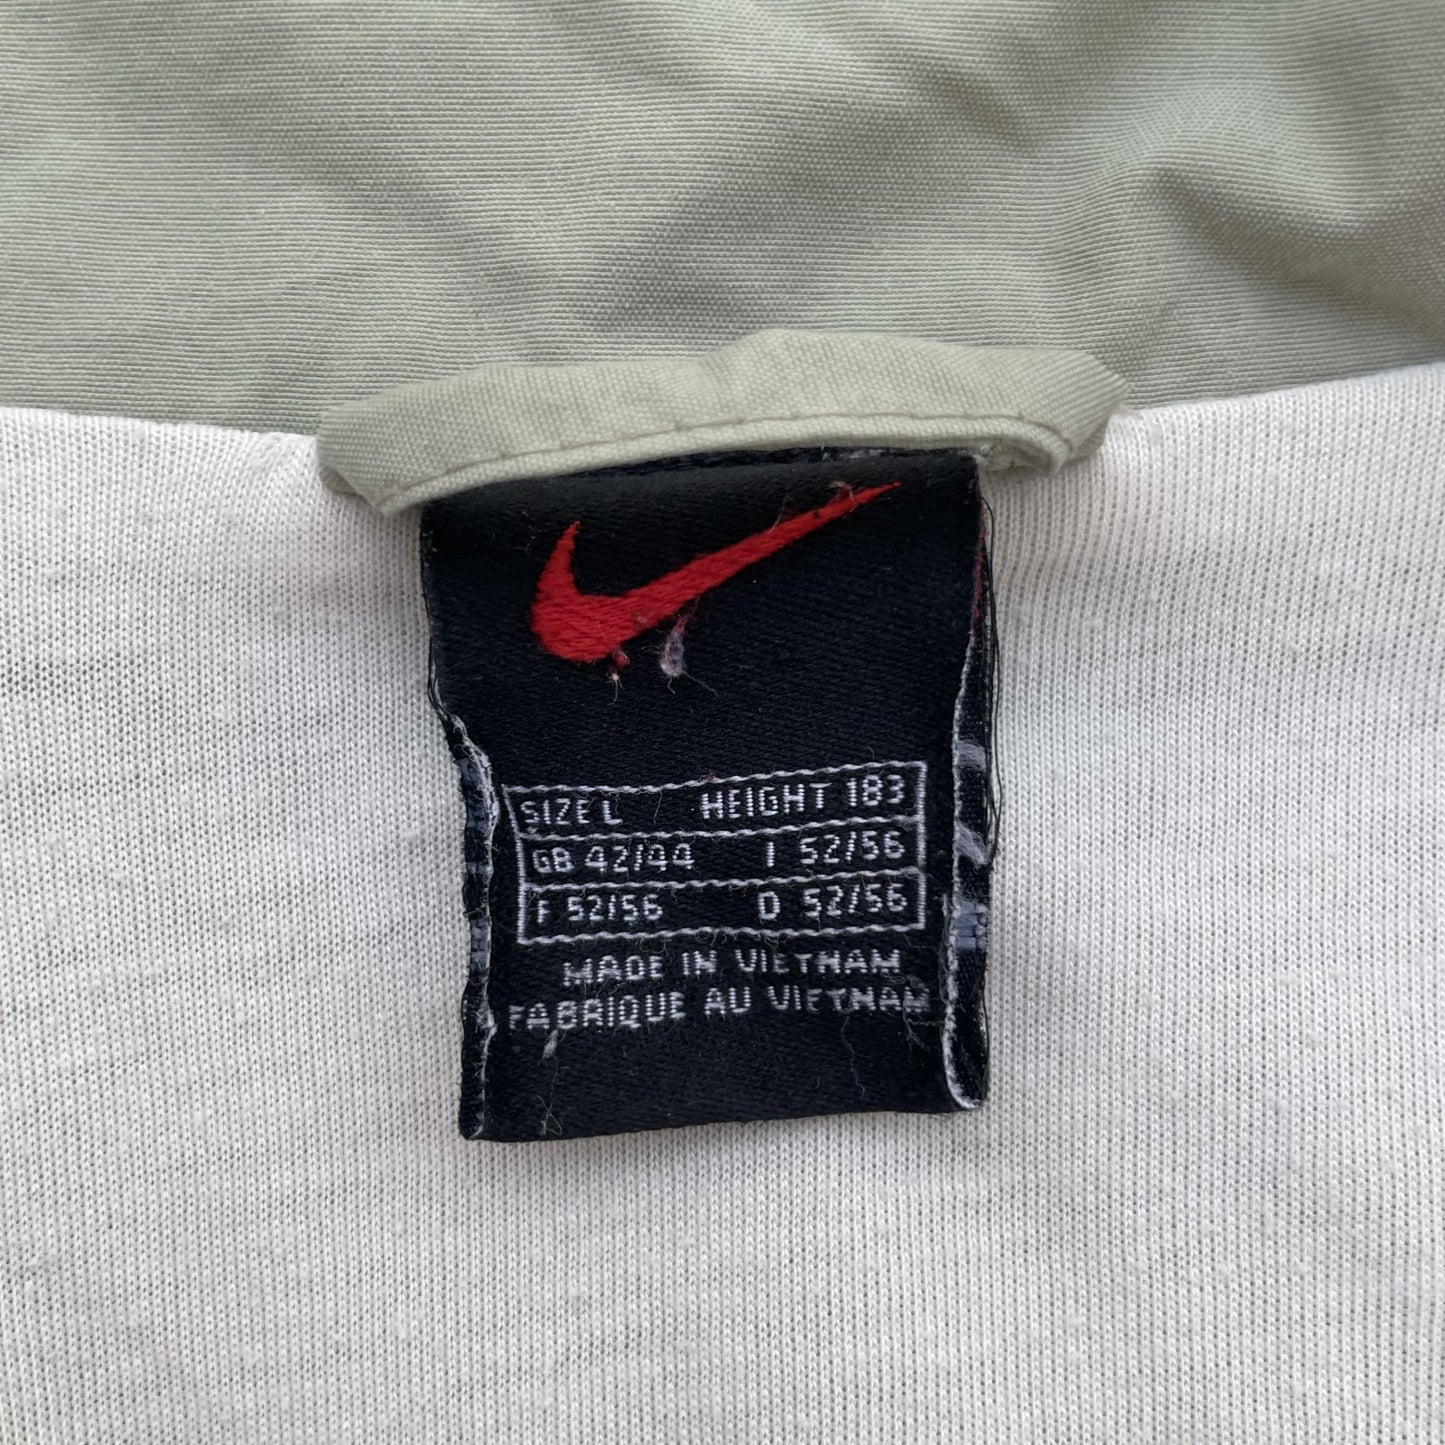 SIZE L HEIGHT 183
GB 42/44 I 52/56
F 52/56 D 52/56
MADE IN VIETNAM
FABRIQUE AU VIETNAM